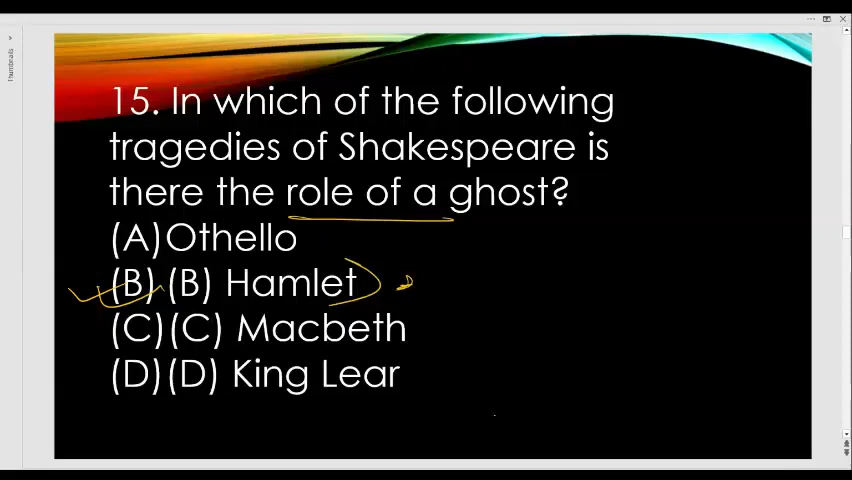 Thumbnails
15. In which of the following
tragedies of Shakespeare is
there the role of a ghost?
(A)Othello
(B)(B) Hamlet
(C)(C) Macbeth
(D)(D) King Lear